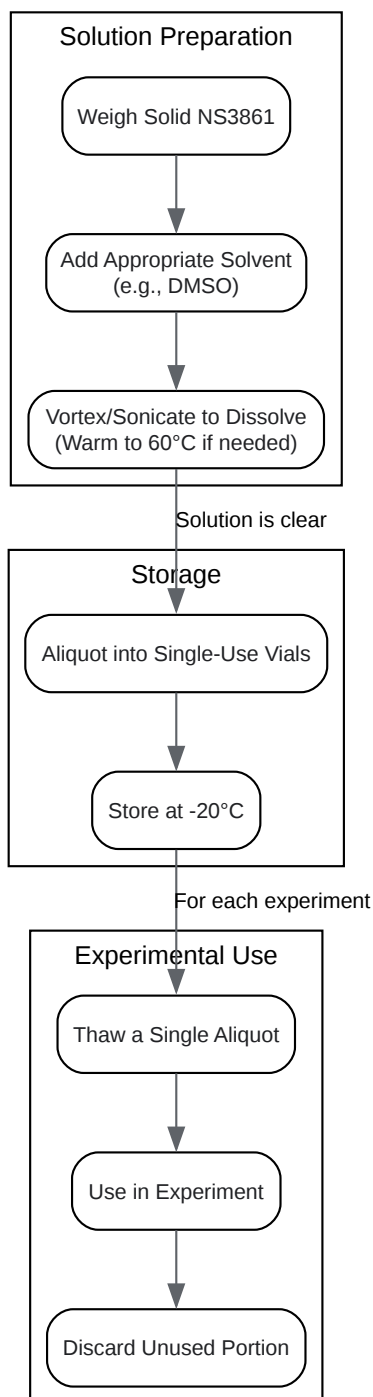 Solution Preparation
Weigh Solid NS3861
Add Appropriate Solvent
(e.g., DMSO)
Vortex/Sonicate to Dissolve
(Warm to 60°C if needed)
Solution is clear
Storage
Aliquot into Single-Use Vials
Store at -20°C
For each experiment
Experimental Use
Thaw a Single Aliquot
Use in Experiment
Discard Unused Portion